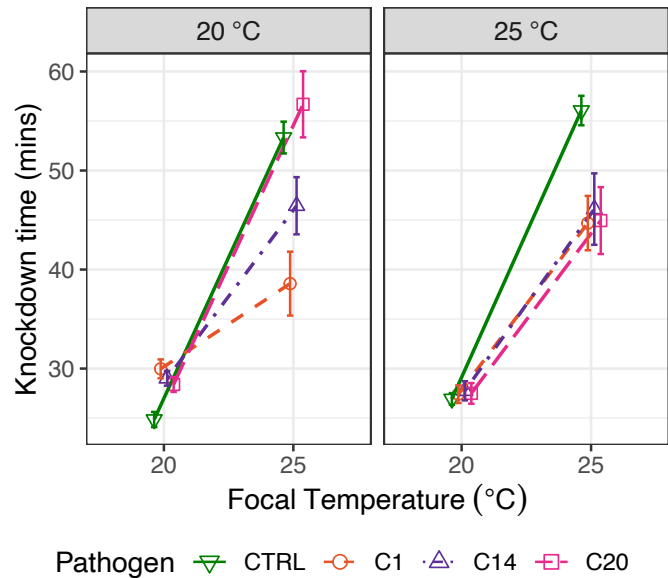 20 °C
25 °C
60
50
40
30
Knockdown time (mins)
20
25
20
25
Focal Temperature (°C)
Pathogen CTRL C1 C14 C20